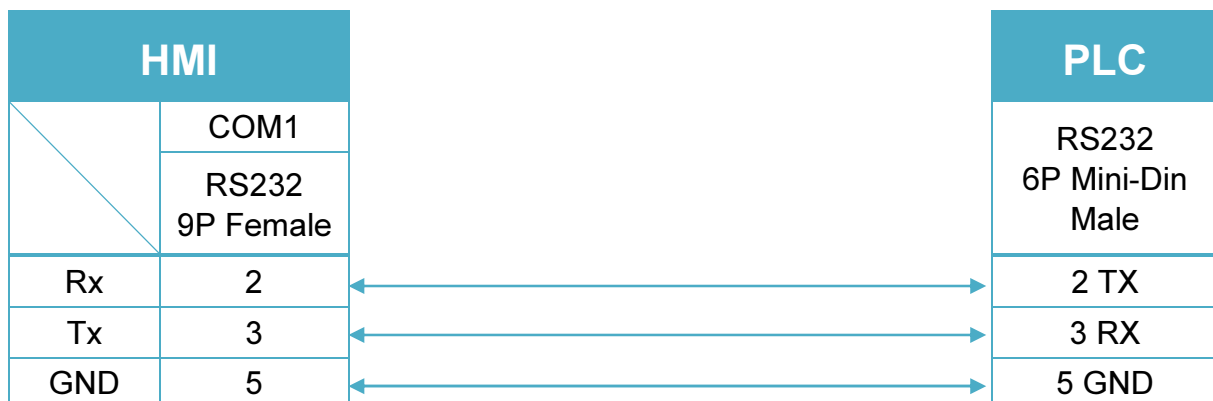 HMI
PLC
COM1
RS232
9P Female
RS232
6P Mini-Din
Male
Rx 2 2 TX
Tx 3 3 RX
GND 5 5 GND